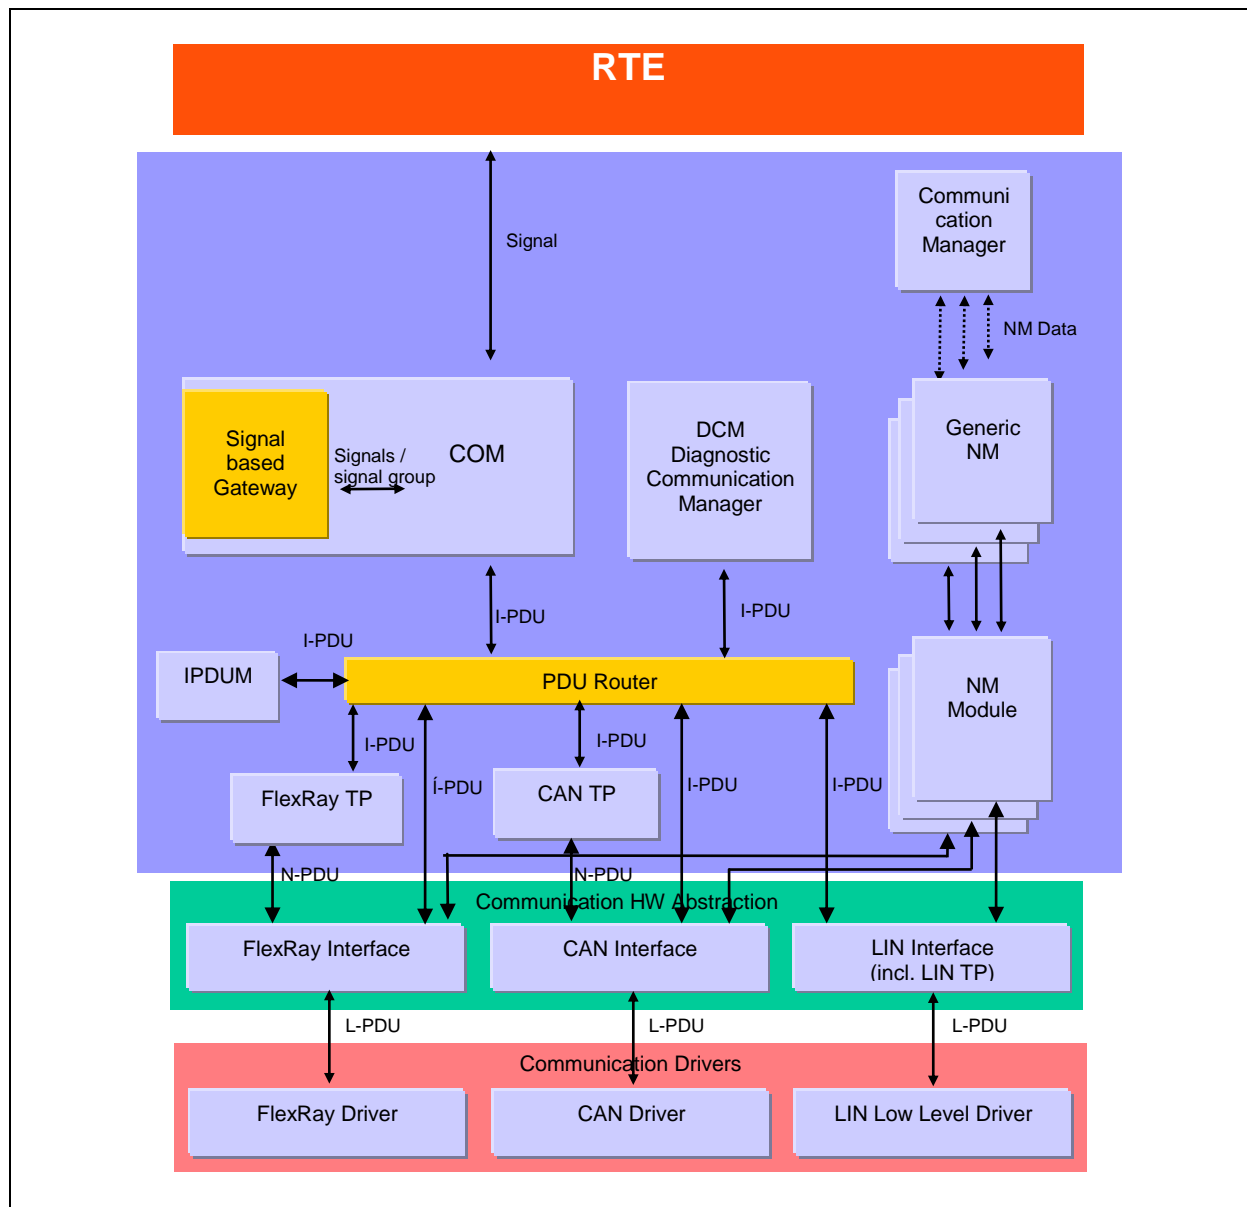 RTE
Communi
cation
Manager
Signal
NM Data
Signal
based
Gateway
Signals /
signal group
COM
DCM
Diagnostic
Communication
Manager
Generic
NM
I-PDU
I-PDU
I-PDU
IPDUM
PDU Router
NM
Module
I-PDU
I-PDU
FlexRay TP
Í-PDU
CAN TP
I-PDU
I-PDU
N-PDU
N-PDU
Communication HW Abstraction
FlexRay Interface
CAN Interface
LIN Interface
(incl. LIN TP)
L-PDU
L-PDU
L-PDU
Communication Drivers
FlexRay Driver
CAN Driver
LIN Low Level Driver